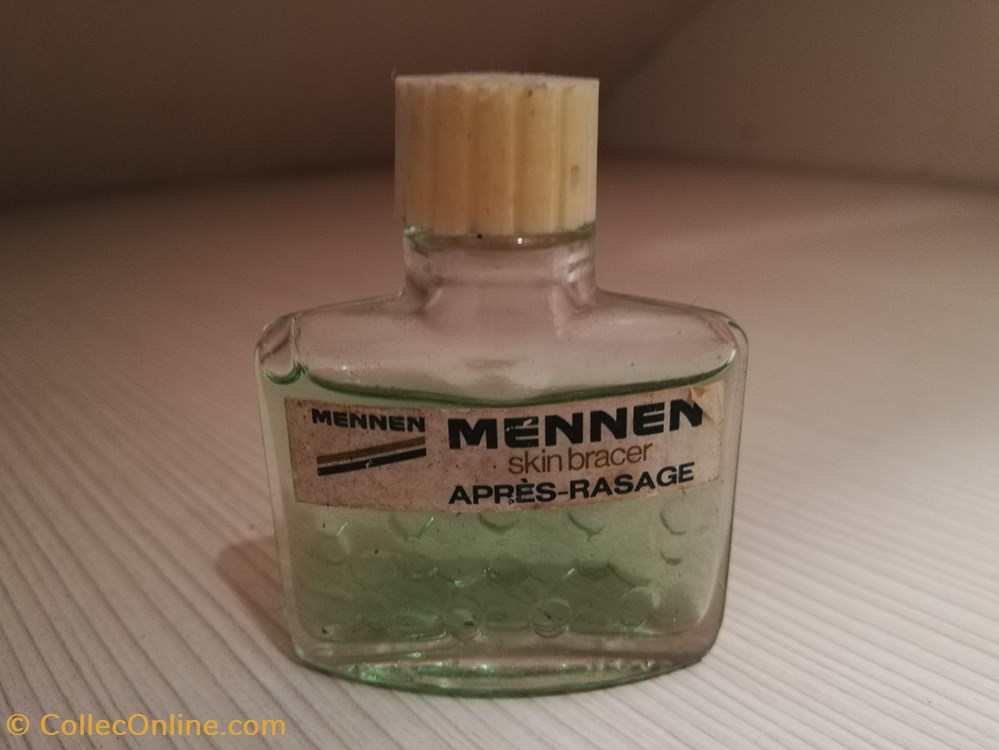 MENNEN
MENNEN
skin bracer
APRÈS-RASAGE
© CollecOnline.com